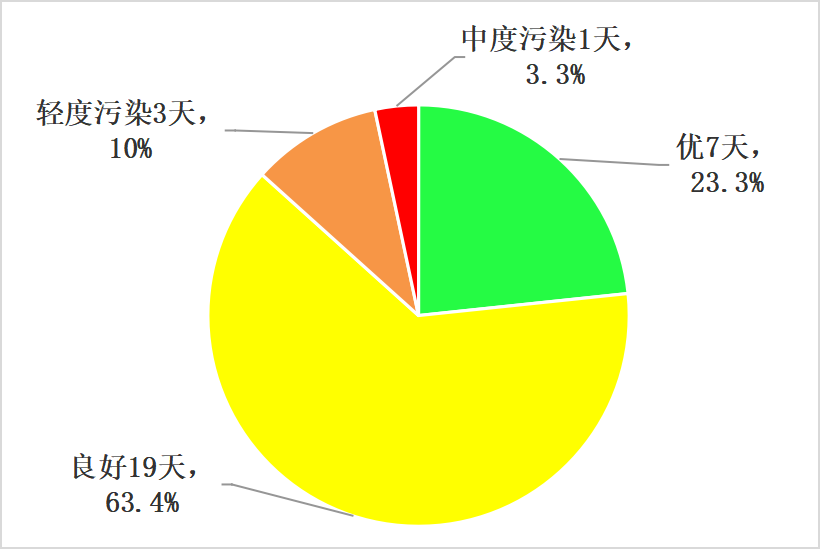 中度污染1天，
3.3%
轻度污染3天，
10%
优7天，
23.3%
良好19天，
63.4%